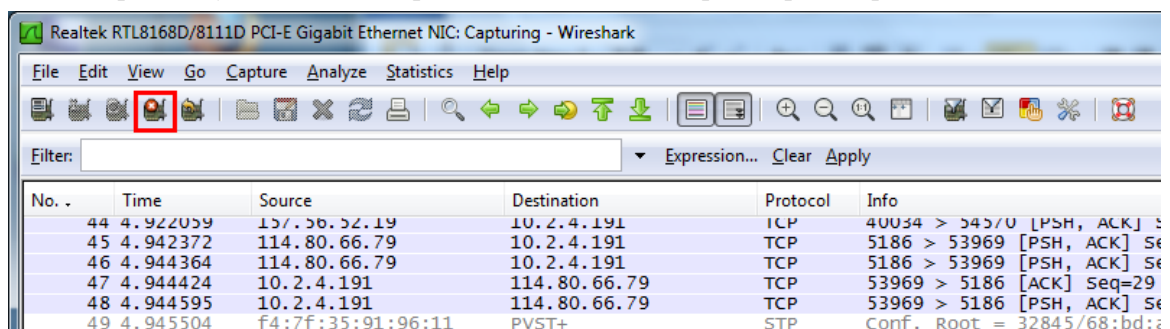 Realtek RTL8168D/8111D PCI-E Gigabit Ethernet NIC: Capturing - Wireshark
File Edit View Go Capture Analyze Statistics Help
Filter: Expression... Clear Apply
No. Time Source Destination Protocol Info
44 4.922059 157.56.52.19 10.2.4.191 TCP 40034 > 54570 [PSH, ACK] S
45 4.942372 114.80.66.79 10.2.4.191 TCP 5186 > 53969 [PSH, ACK] Se
46 4.944364 114.80.66.79 10.2.4.191 TCP 5186 > 53969 [PSH, ACK] Se
47 4.944424 10.2.4.191 114.80.66.79 TCP 53969 > 5186 [ACK] Seq=29
48 4.944595 10.2.4.191 114.80.66.79 TCP 53969 > 5186 [PSH, ACK] Se
49 4.945504 f4:7f:35:91:96:11 PVST+ STP Conf. Root = 32845/68:bd:a